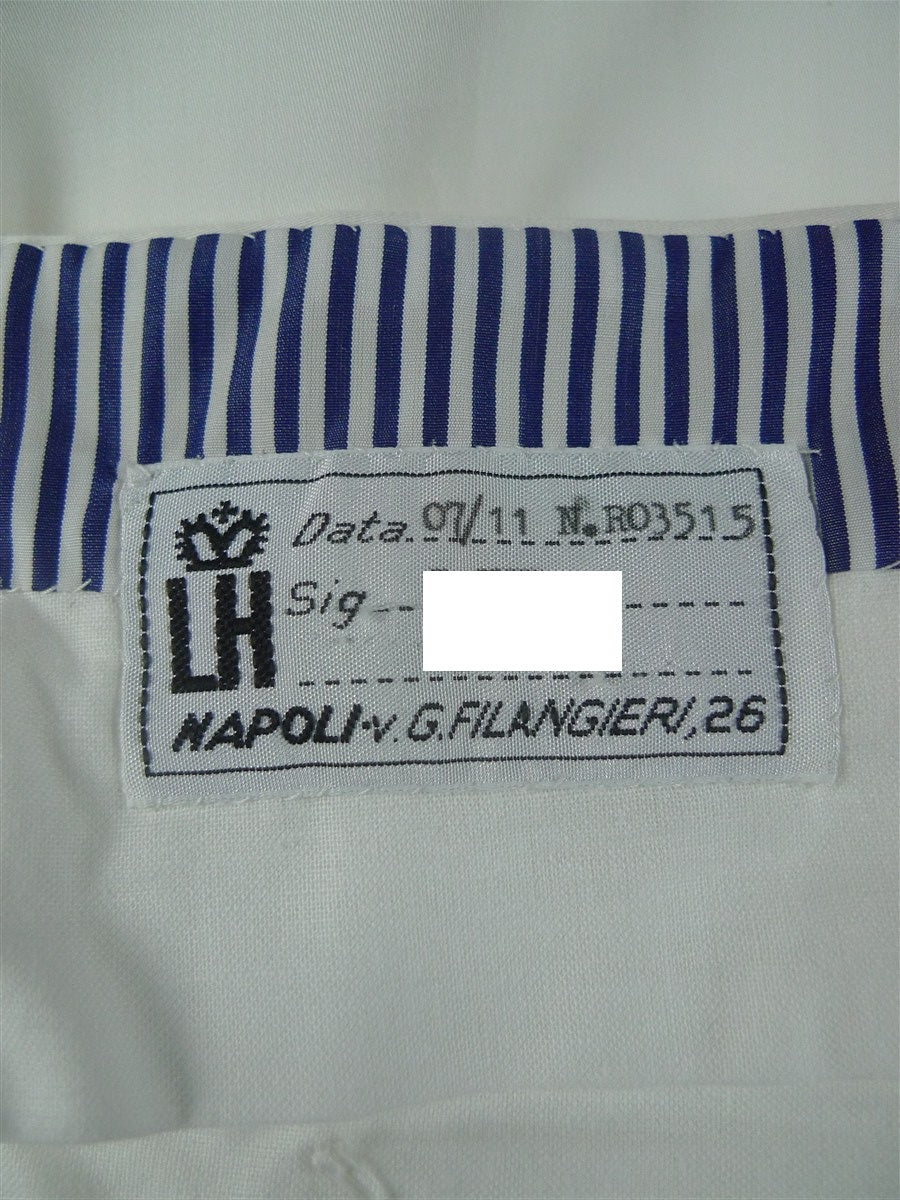 LH
Data 07/11 N. R03515
Sig
NAPOLI·v. G.FILANGIERI, 26